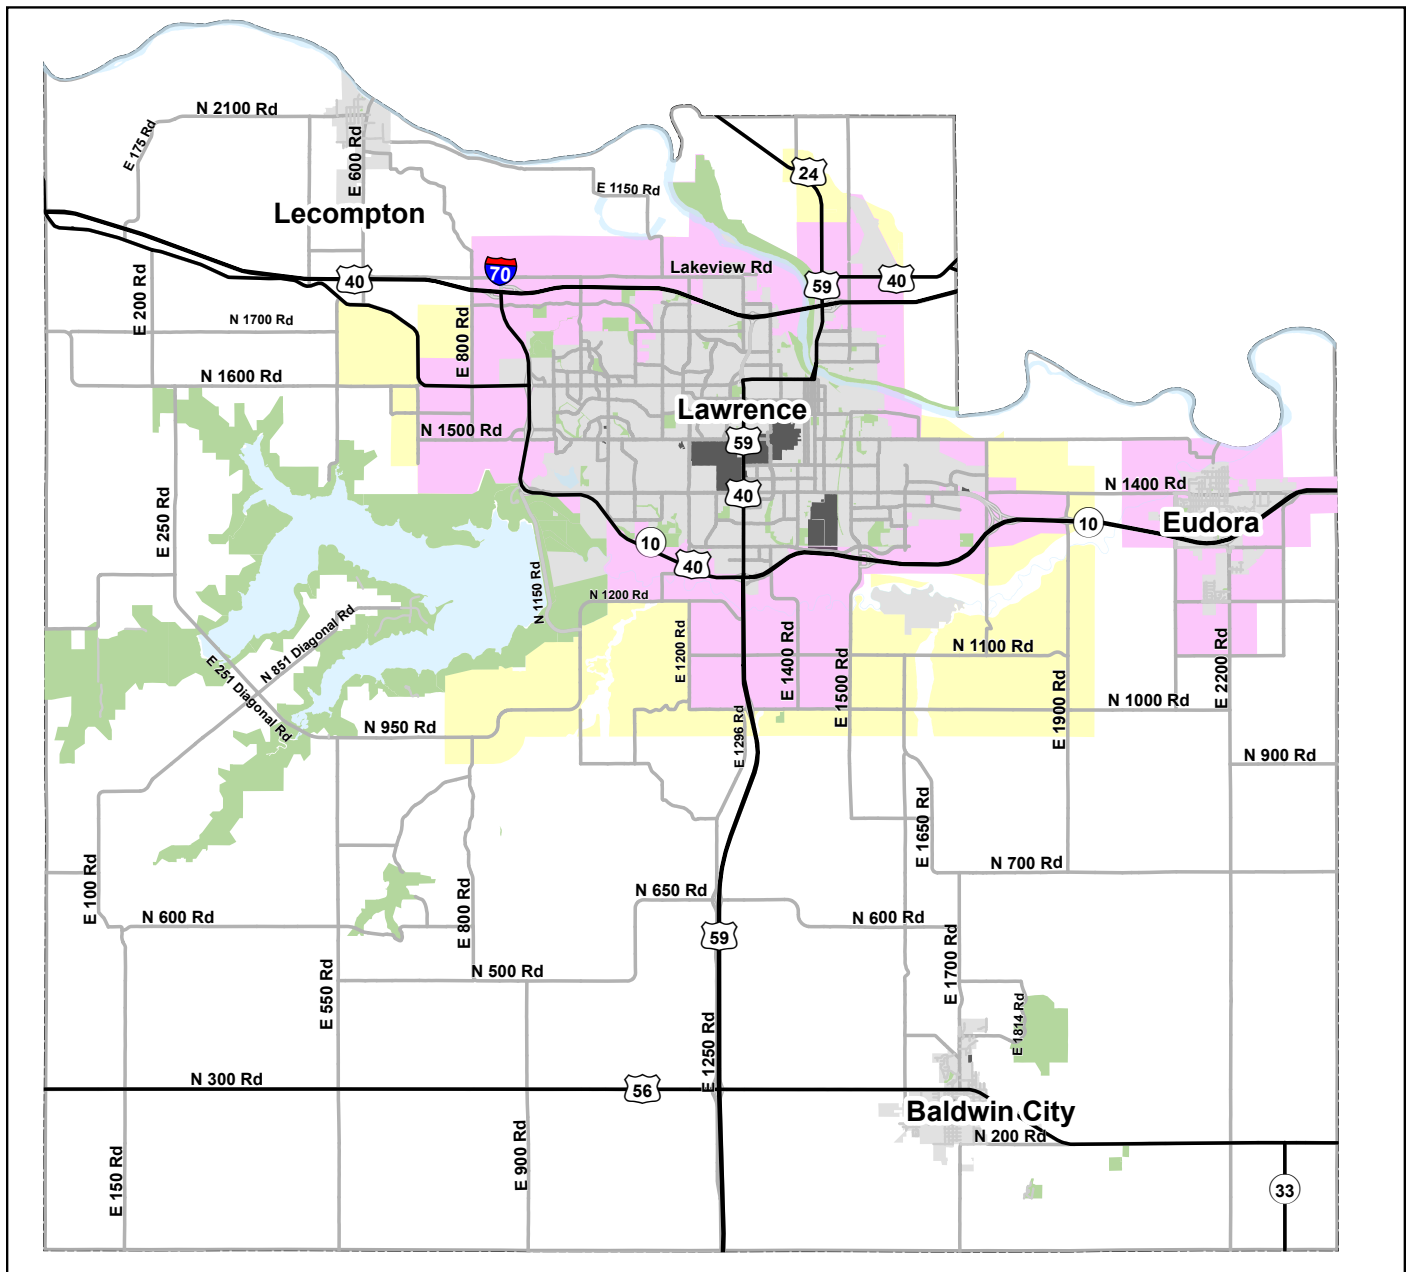 N 2100 Rd
E 175 Rd
E 600 Rd
24
E 1150 Rd
Lecompton
Lakeview Rd
70
40
59
40
E 200 Rd
N 1700 Rd
E 800 Rd
N 1600 Rd
Lawrence
N 1500 Rd
59
N 1400 Rd
40
E 250 Rd
10
Eudora
10
40
N 1150 Rd
N 1200 Rd
N 851 Diagonal Rd
E 1200 Rd
E 1400 Rd
N 1100 Rd
E 251 Diagonal Rd
E 1500 Rd
E 1900 Rd
E 2200 Rd
N 1000 Rd
N 950 Rd
E 1296 Rd
N 900 Rd
E 1650 Rd
N 700 Rd
E 100 Rd
N 650 Rd
N 600 Rd
E 800 Rd
N 600 Rd
59
N 500 Rd
E 1700 Rd
E 550 Rd
E 1814 Rd
E 1250 Rd
N 300 Rd
56
Baldwin City
N 200 Rd
E 900 Rd
E 150 Rd
33